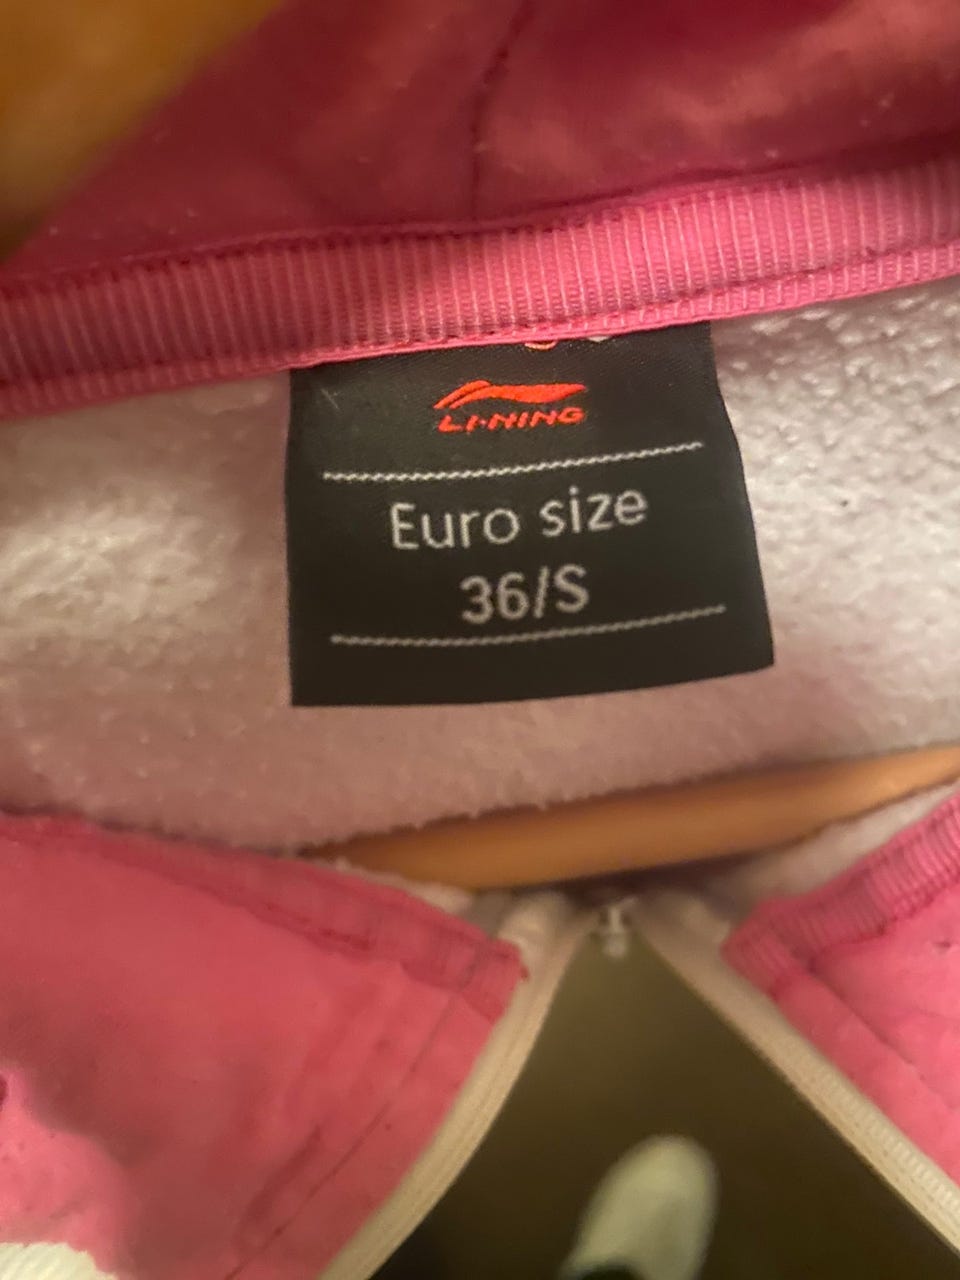 LI-NING
Euro size
36/S